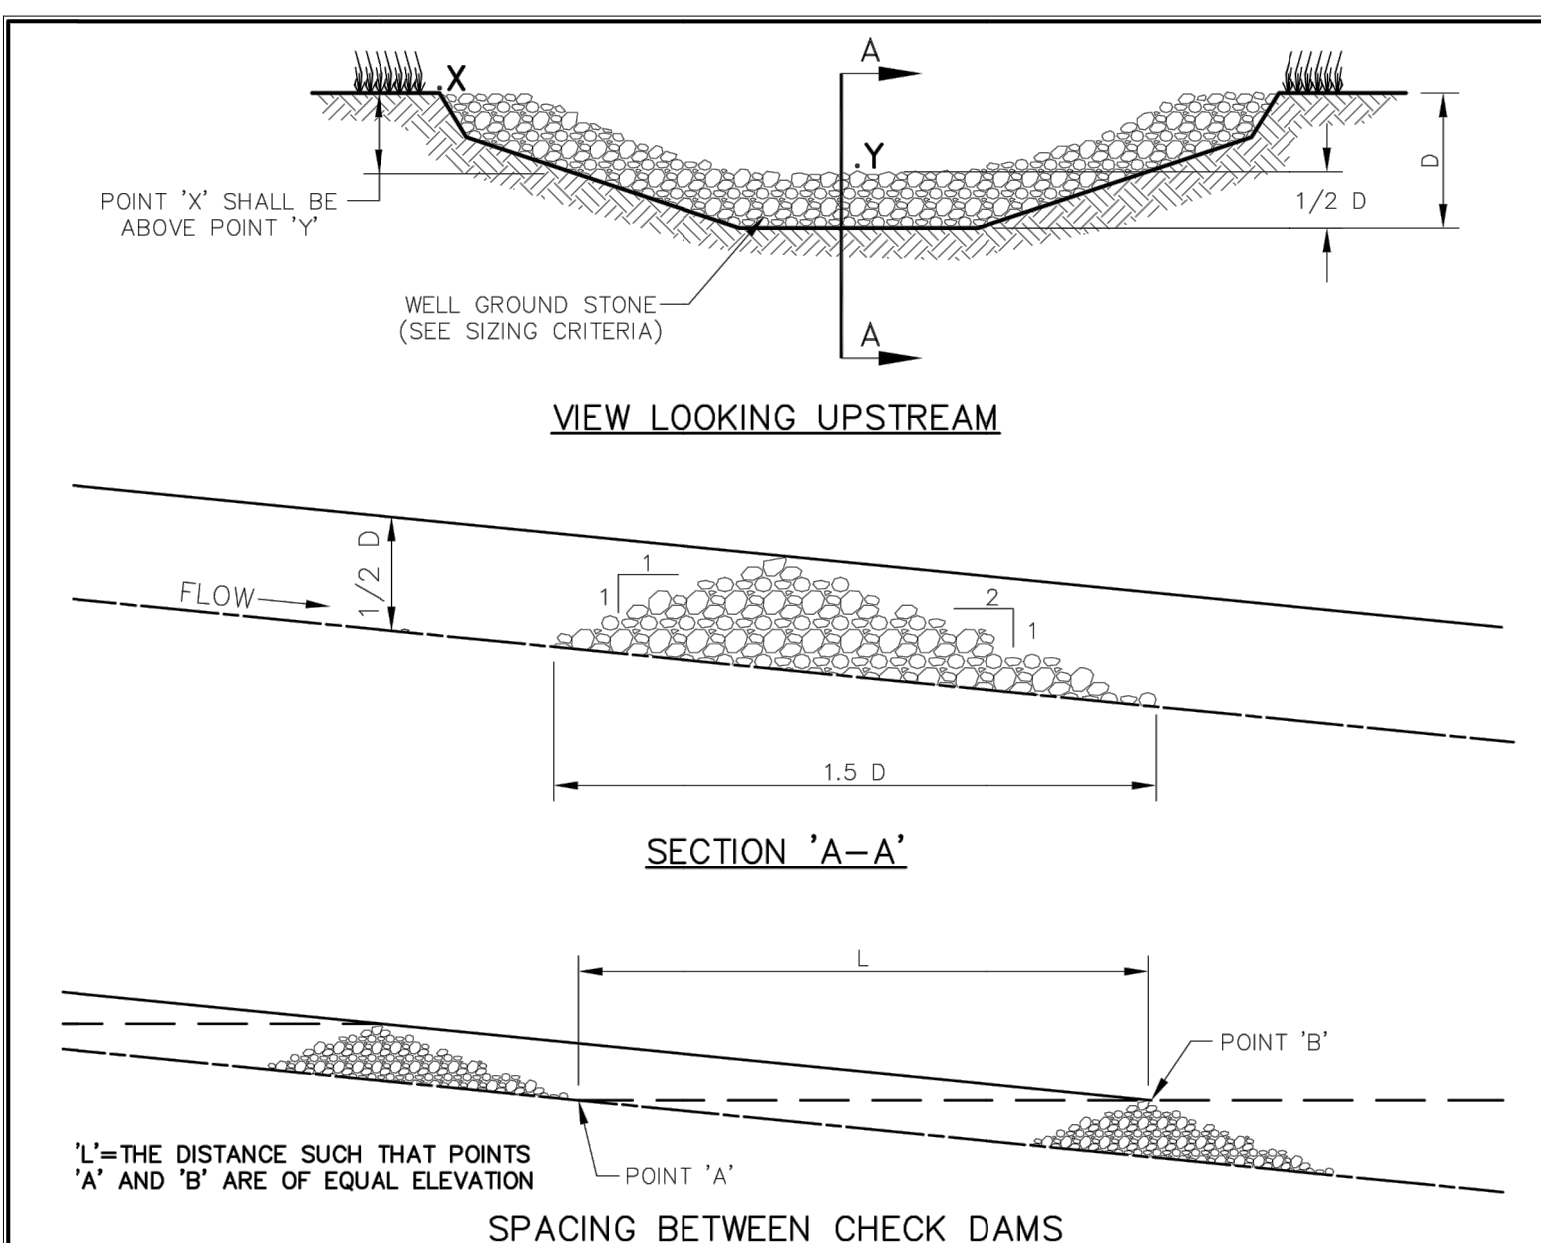 A
.X
.Y
D
1/2 D
POINT 'X' SHALL BE
ABOVE POINT 'Y'
WELL GROUND STONE
(SEE SIZING CRITERIA)
A
VIEW LOOKING UPSTREAM
1/2 D
FLOW
1
1
2
1
1.5 D
SECTION 'A-A'
L
POINT 'B'
'L'=THE DISTANCE SUCH THAT POINTS
'A' AND 'B' ARE OF EQUAL ELEVATION
POINT 'A'
SPACING BETWEEN CHECK DAMS